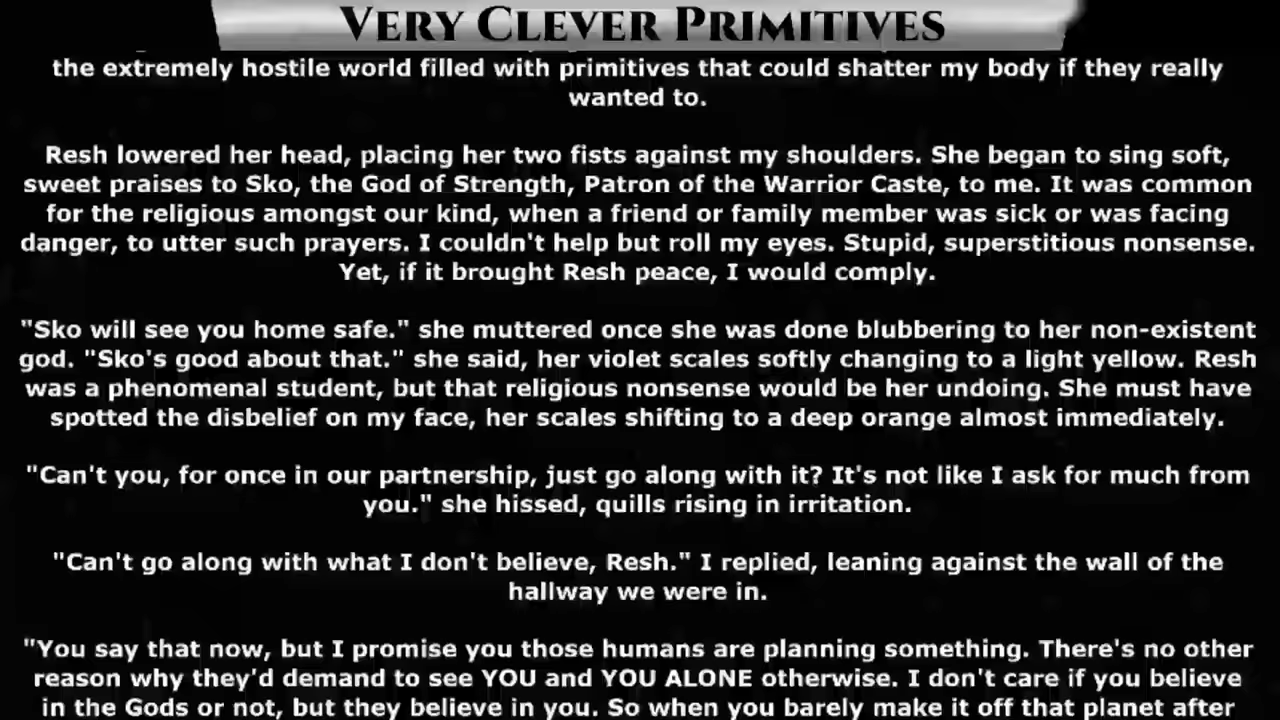 VERY CLEVER PRIMITIVES
the extremely hostile world filled with primitives that could shatter my body if they really
wanted to.
Resh lowered her head, placing her two fists against my shoulders. She began to sing soft,
sweet praises to Sko, the God of Strength, Patron of the Warrior Caste, to me. It was common
for the religious amongst our kind, when a friend or family member was sick or was facing
danger, to utter such prayers. I couldn't help but roll my eyes. Stupid, superstitious nonsense.
Yet, if it brought Resh peace, I would comply.
"Sko will see you home safe." she muttered once she was done blubbering to her non-existent
god. "Sko's good about that." she said, her violet scales softly changing to a light yellow. Resh
was a phenomenal student, but that religious nonsense would be her undoing. She must have
spotted the disbelief on my face, her scales shifting to a deep orange almost immediately.
"Can't you, for once in our partnership, just go along with it? It's not like I ask for much from
you." she hissed, quills rising in irritation.
"Can't go along with what I don't believe, Resh." I replied, leaning against the wall of the
hallway we were in.
"You say that now, but I promise you those humans are planning something. There's no other
reason why they'd demand to see YOU and YOU ALONE otherwise. I don't care if you believe
in the Gods or not, but they believe in you. So when you barely make it off that planet after